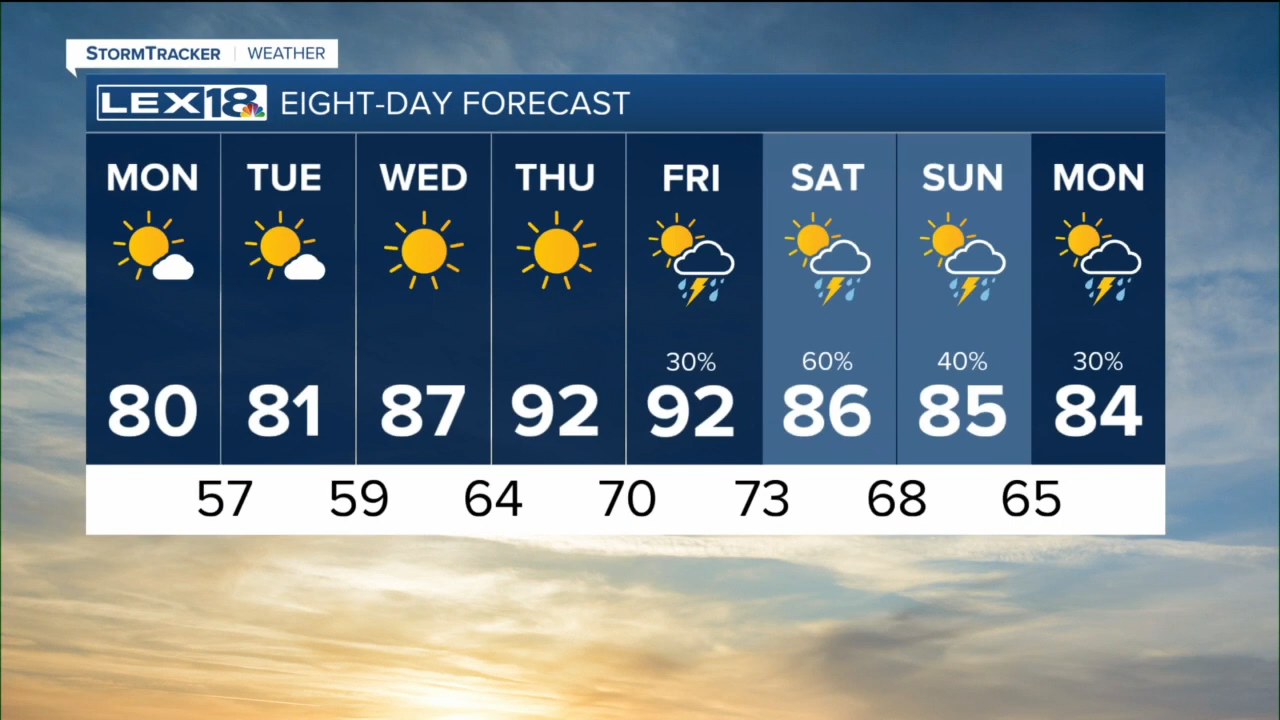 STORMTRACKER | WEATHER
LEX18 EIGHT-DAY FORECAST
MON TUE WED THU FRI SAT SUN MON
30% 60% 40% 30%
80 81 87 92 92 86 85 84
57 59 64 70 73 68 65